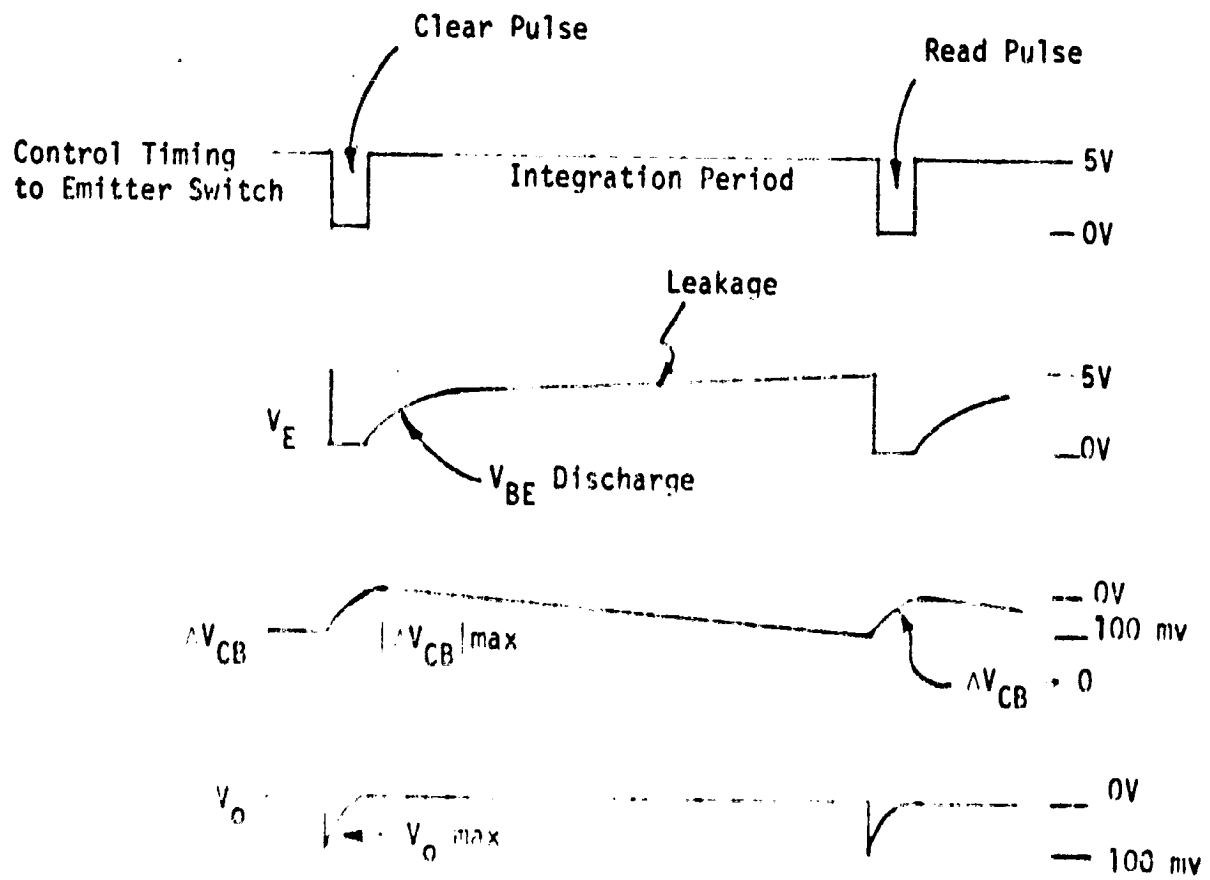 Clear Pulse
Read Pulse
Control Timing
to Emitter Switch
Integration Period
5V
0V
Leakage
5V
V_E
0V
V_BE Discharge
0V
ΔV_CB
|ΔV_CB|max
100 mv
ΔV_CB → 0
V_o
0V
V_o max
100 mv